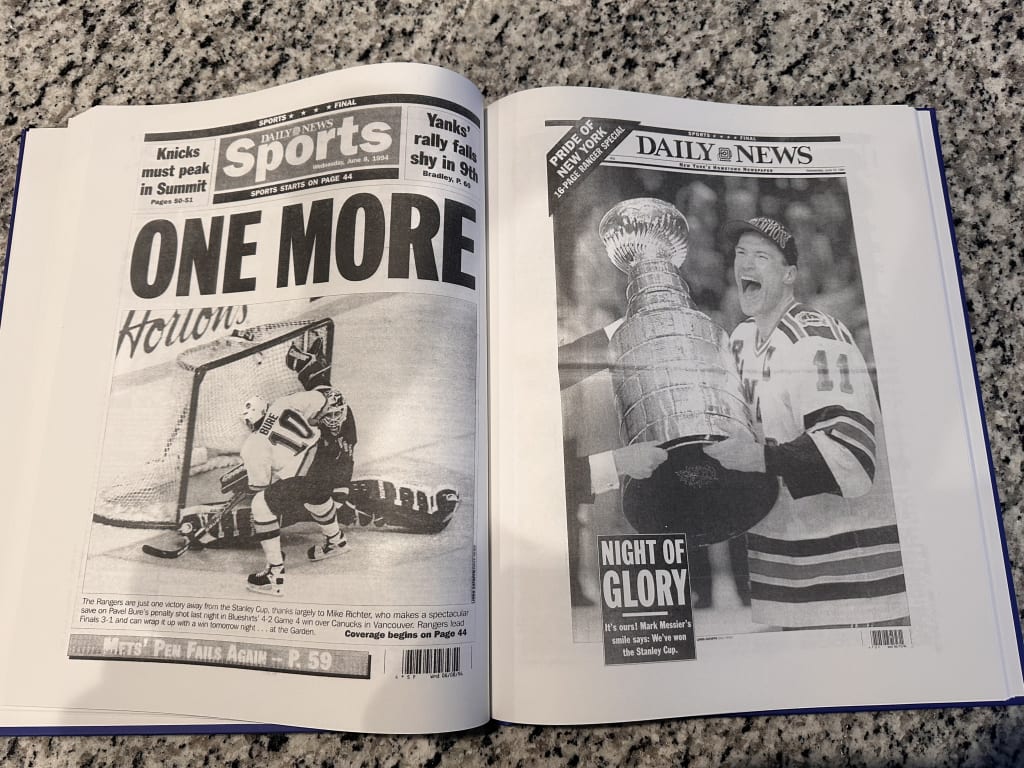 SPORTS ★ ★ ★ ★ FINAL
Knicks
must peak
in Summit
Pages 50-51
DAILY NEWS
Sports
Wednesday, June 8, 1994
SPORTS STARTS ON PAGE 44
Yanks'
rally falls
shy in 9th
Bradley, P. 60
ONE MORE
Hortons
BURE
10
The Rangers are just one victory away from the Stanley Cup, thanks largely to Mike Richter, who makes a spectacular
save on Pavel Bure's penalty shot last night in Blueshirts' 4-2 Game 4 win over Canucks in Vancouver. Rangers lead
Finals 3-1 and can wrap it up with a win tomorrow night . . . at the Garden.
Coverage begins on Page 44
METS' PEN FAILS AGAIN – P. 59
Wed 06/08/94
PRIDE OF
NEW YORK
16-PAGE RANGER SPECIAL
SPORTS ★ ★ ★ ★ FINAL
DAILY NEWS
NEW YORK'S HOMETOWN NEWSPAPER
11
NIGHT OF
GLORY
It's ours! Mark Messier's
smile says: We've won
the Stanley Cup.